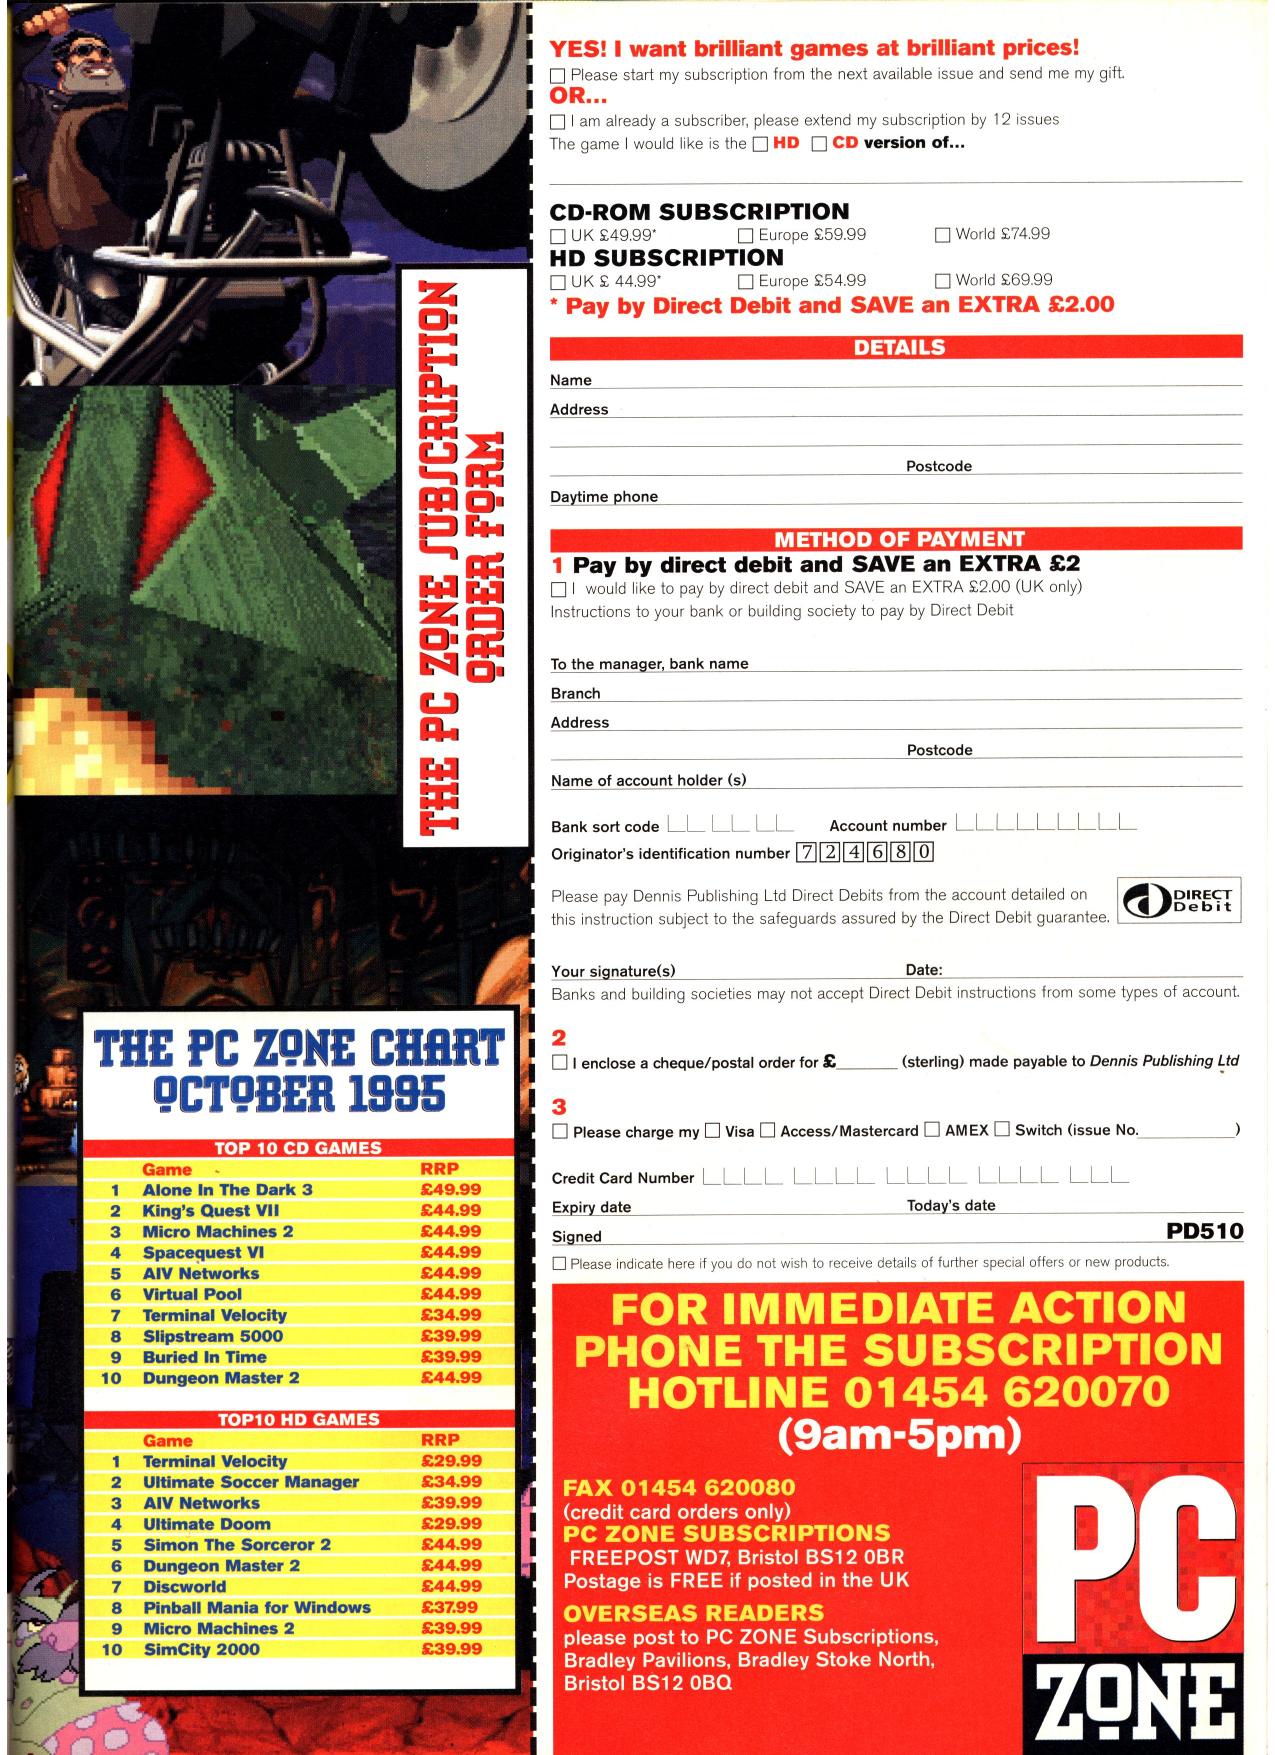 YES! I want brilliant games at brilliant prices!
Please start my subscription from the next available issue and send me my gift.
OR...
I am already a subscriber, please extend my subscription by 12 issues
The game I would like is the HD CD version of...
CD-ROM SUBSCRIPTION
UK £49.99* Europe £59.99 World £74.99
HD SUBSCRIPTION
UK £ 44.99* Europe £54.99 World £69.99
* Pay by Direct Debit and SAVE an EXTRA £2.00
DETAILS
Name
Address
Postcode
Daytime phone
METHOD OF PAYMENT
1 Pay by direct debit and SAVE an EXTRA £2
I would like to pay by direct debit and SAVE an EXTRA £2.00 (UK only)
Instructions to your bank or building society to pay by Direct Debit
To the manager, bank name
Branch
Address
Postcode
Name of account holder (s)
Bank sort code Account number
Originator's identification number 724680
Please pay Dennis Publishing Ltd Direct Debits from the account detailed on
this instruction subject to the safeguards assured by the Direct Debit guarantee.
DIRECT
Debit
Your signature(s) Date:
Banks and building societies may not accept Direct Debit instructions from some types of account.
2
I enclose a cheque/postal order for £______ (sterling) made payable to Dennis Publishing Ltd
3
Please charge my Visa Access/Mastercard AMEX Switch (issue No.__________)
Credit Card Number
Expiry date Today's date
Signed PD510
Please indicate here if you do not wish to receive details of further special offers or new products.
FOR IMMEDIATE ACTION
PHONE THE SUBSCRIPTION
HOTLINE 01454 620070
(9am-5pm)
FAX 01454 620080
(credit card orders only)
PC ZONE SUBSCRIPTIONS
FREEPOST WD7, Bristol BS12 0BR
Postage is FREE if posted in the UK
OVERSEAS READERS
please post to PC ZONE Subscriptions,
Bradley Pavilions, Bradley Stoke North,
Bristol BS12 0BQ
PC
ZONE
THE PC ZONE SUBSCRIPTION
ORDER FORM
THE PC ZONE CHART
OCTOBER 1995
TOP 10 CD GAMES
Game RRP
1 Alone In The Dark 3 £49.99
2 King's Quest VII £44.99
3 Micro Machines 2 £44.99
4 Spacequest VI £44.99
5 AIV Networks £44.99
6 Virtual Pool £44.99
7 Terminal Velocity £34.99
8 Slipstream 5000 £39.99
9 Buried In Time £39.99
10 Dungeon Master 2 £44.99
TOP10 HD GAMES
Game RRP
1 Terminal Velocity £29.99
2 Ultimate Soccer Manager £34.99
3 AIV Networks £39.99
4 Ultimate Doom £29.99
5 Simon The Sorceror 2 £44.99
6 Dungeon Master 2 £44.99
7 Discworld £44.99
8 Pinball Mania for Windows £37.99
9 Micro Machines 2 £39.99
10 SimCity 2000 £39.99